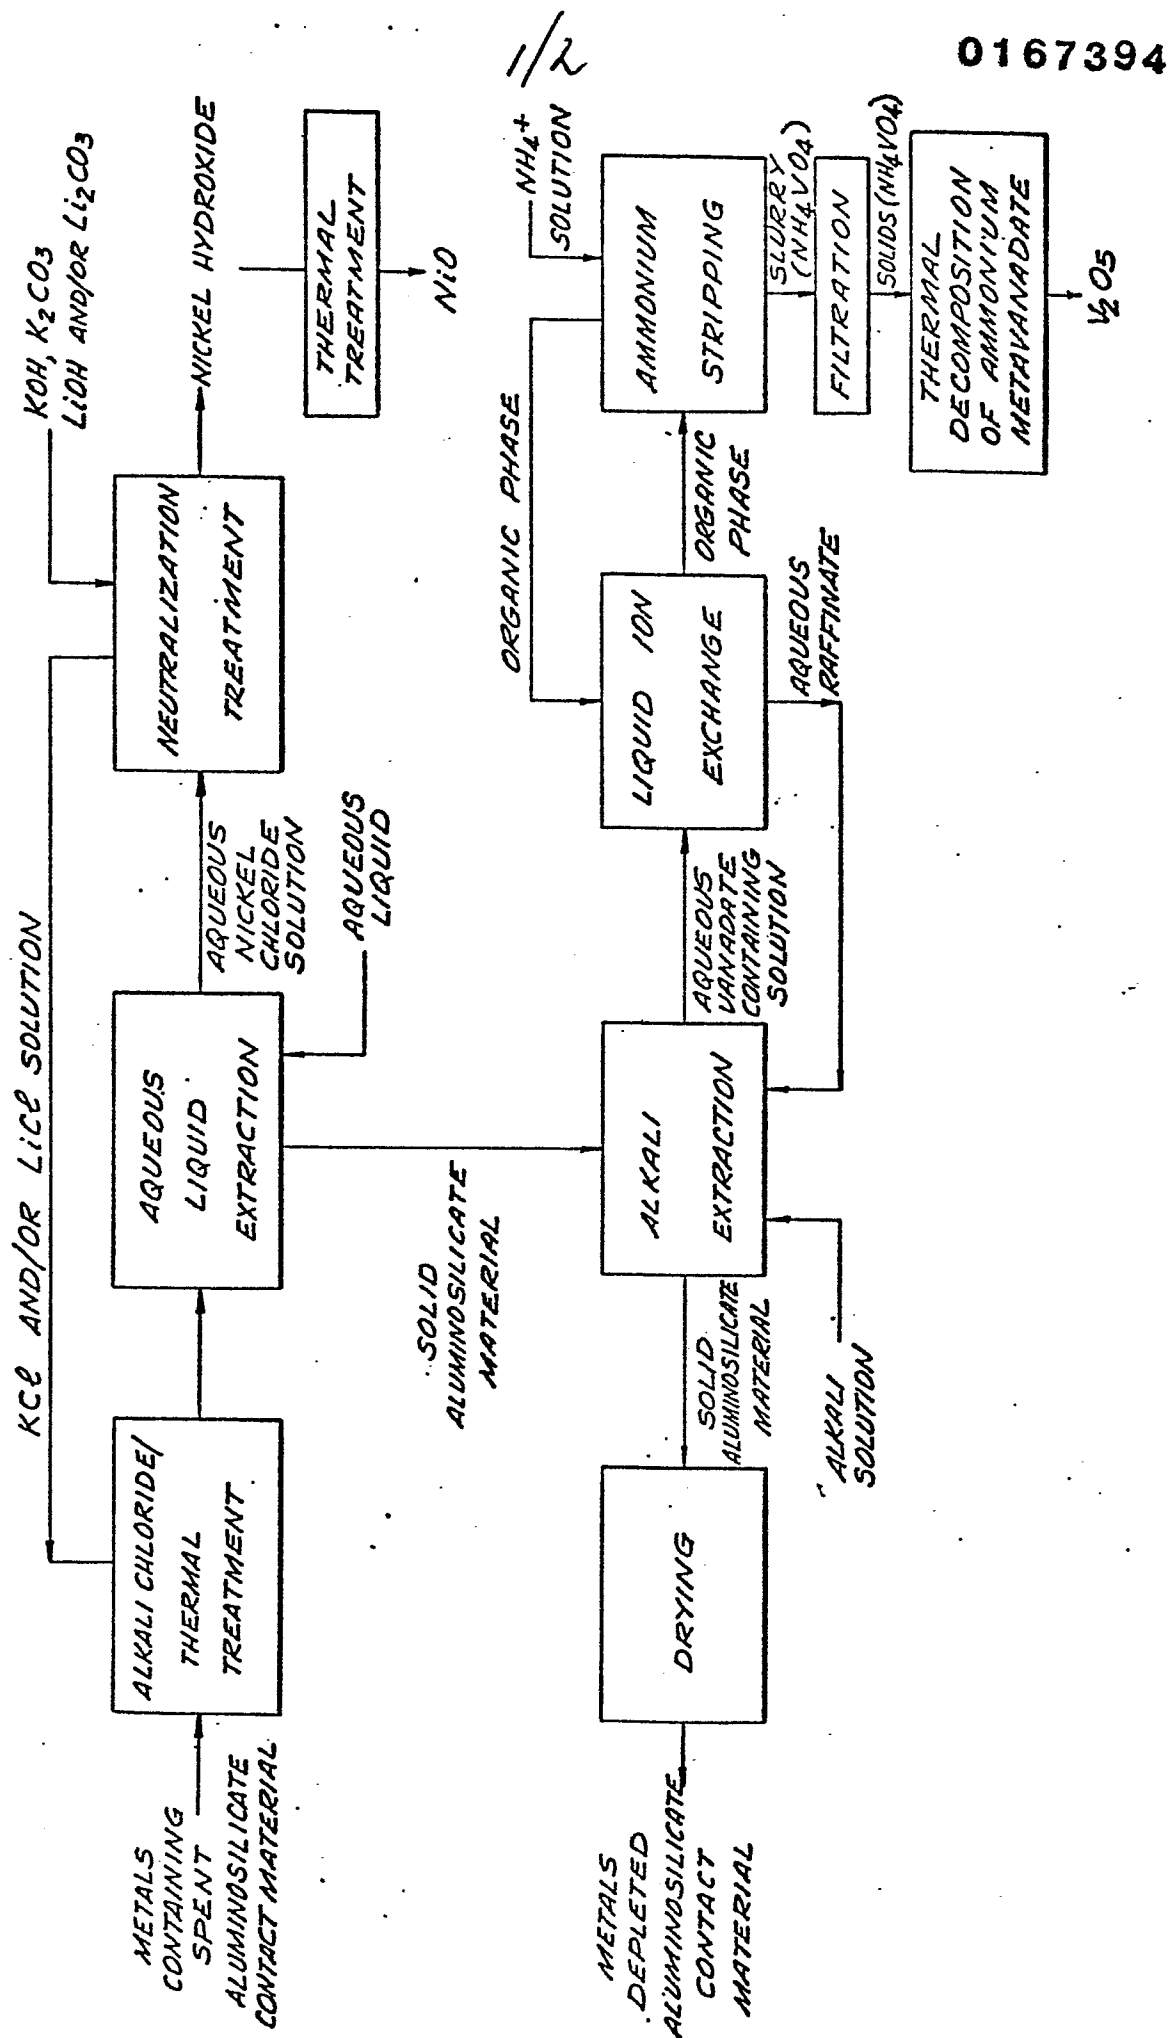 0167394
1/2
KCl AND/OR LiCl SOLUTION
KOH, K2CO3
LiOH AND/OR Li2CO3
METALS
CONTAINING
SPENT
ALUMINOSILICATE
CONTACT MATERIAL
ALKALI CHLORIDE/
THERMAL
TREATMENT
AQUEOUS
LIQUID
EXTRACTION
AQUEOUS
NICKEL
CHLORIDE
SOLUTION
NEUTRALIZATION
TREATMENT
NICKEL HYDROXIDE
THERMAL
TREATMENT
NiO
AQUEOUS
LIQUID
SOLID
ALUMINOSILICATE
MATERIAL
ORGANIC PHASE
NH4+
SOLUTION
METALS
DEPLETED
ALUMINOSILICATE
CONTACT
MATERIAL
DRYING
SOLID
ALUMINOSILICATE
MATERIAL
ALKALI
EXTRACTION
AQUEOUS
VANADATE
CONTAINING
SOLUTION
LIQUID ION
EXCHANGE
ORGANIC
PHASE
AMMONIUM
STRIPPING
SLURRY
(NH4VO4)
FILTRATION
SOLIDS (NH4VO4)
THERMAL
DECOMPOSITION
OF AMMONIUM
METAVANADATE
V2O5
AQUEOUS
RAFFINATE
ALKALI
SOLUTION